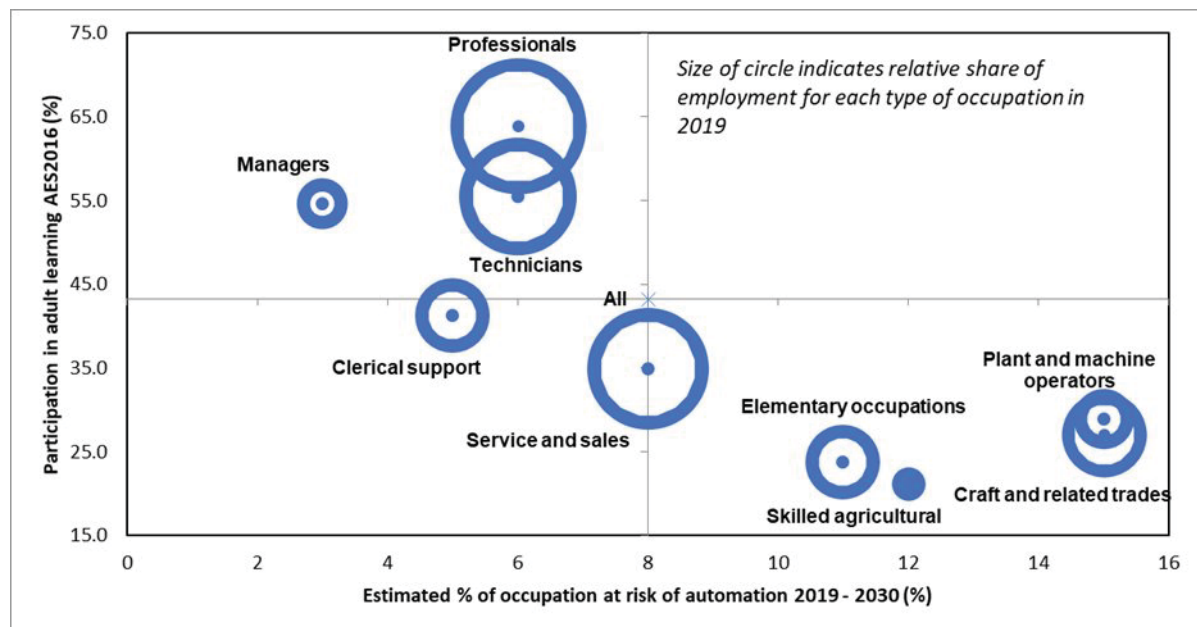 75.0
65.0
55.0
45.0
35.0
25.0
15.0
Participation in adult learning AES2016 (%)
Professionals
Size of circle indicates relative share of
employment for each type of occupation in
2019
Managers
Technicians
All
Clerical support
Plant and machine
operators
Elementary occupations
Service and sales
Craft and related trades
Skilled agricultural
0 2 4 6 8 10 12 14 16
Estimated % of occupation at risk of automation 2019 - 2030 (%)